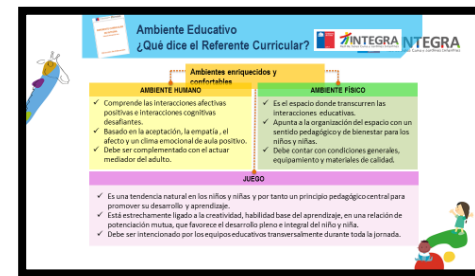 Ambiente Educativo
¿Qué dice el Referente Curricular?
INTEGRA
NTEGRA
Ambientes enriquecidos y
confortables
AMBIENTE HUMANO
✓ Comprende las interacciones afectivas
positivas e interacciones cognitivas
desafiantes.
✓ Basado en la aceptación, la empatía , el
afecto y un clima emocional de aula positivo.
✓ Debe ser complementado con el actuar
mediador del adulto.
AMBIENTE FÍSICO
✓ Es el espacio donde transcurren las
interacciones educativas.
✓ Apunta a la organización del espacio con un
sentido pedagógico y de bienestar para los
niños y niñas.
✓ Debe contar con condiciones generales,
equipamiento y materiales de calidad.
JUEGO
✓ Es una tendencia natural en los niños y niñas y por tanto un principio pedagógico central para
promover su desarrollo y aprendizaje.
✓ Está estrechamente ligado a la creatividad, habilidad base del aprendizaje, en una relación de
potenciación mutua, que favorece el desarrollo pleno e integral del niño y niña.
✓ Debe ser intencionado por los equipos educativos transversalmente durante toda la jornada.